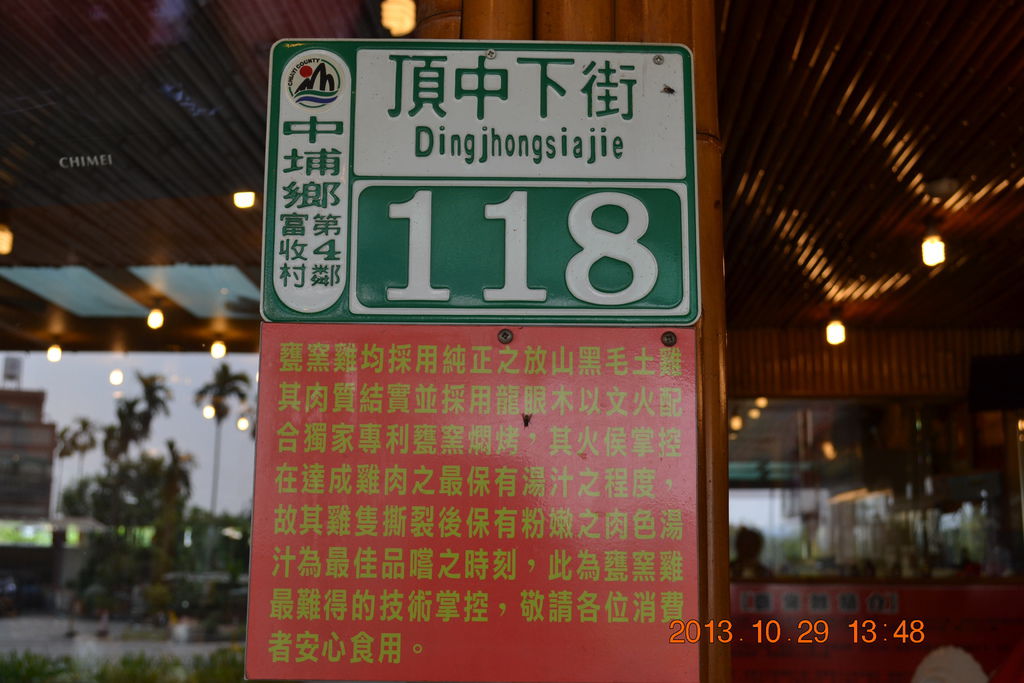 CHIAYI COUNTY
中埔鄉
富收村
第4鄰
頂中下街
Dingjhongsiajie
118
CHIMEI
甕窯雞均採用純正之放山黑毛土雞
其肉質結實並採用龍眼木以文火配
合獨家專利甕窯燜烤，其火侯掌控
在達成雞肉之最保有湯汁之程度，
故其雞隻撕裂後保有粉嫩之肉色湯
汁為最佳品嚐之時刻，此為甕窯雞
最難得的技術掌控，敬請各位消費
者安心食用。
2013.10.29 13:48